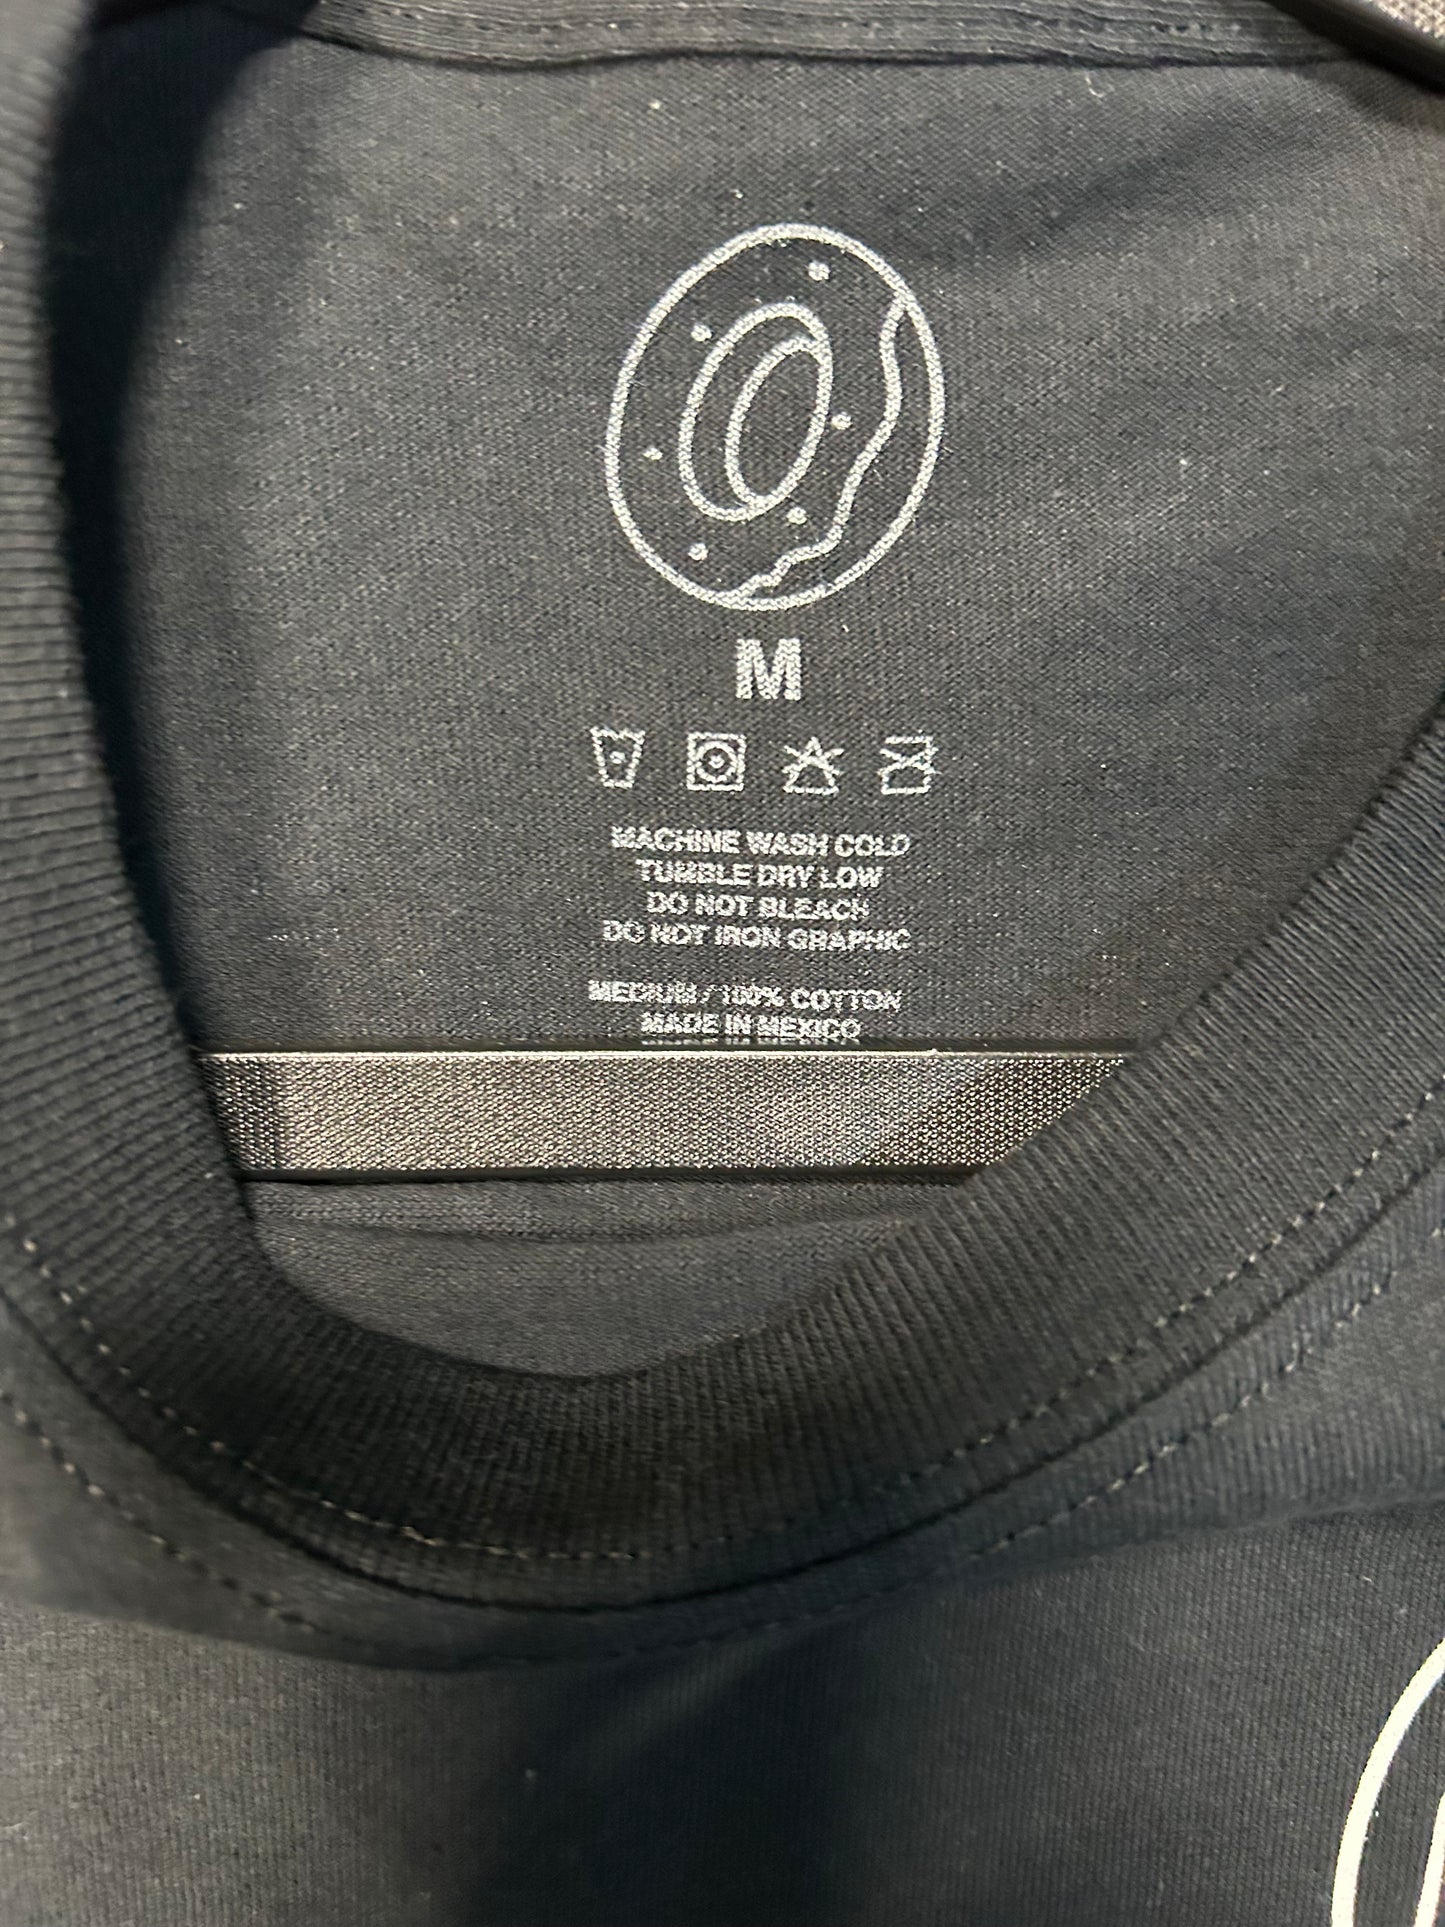 M
MACHINE WASH COLD
TUMBLE DRY LOW
DO NOT BLEACH
DO NOT IRON GRAPHIC
MEDIUM / 100% COTTON
MADE IN MEXICO